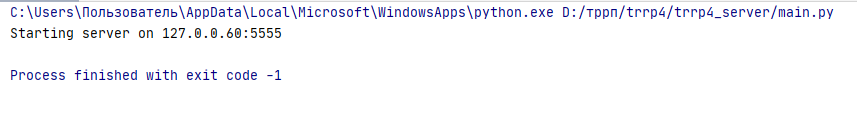 C:\Users\Пользователь\AppData\Local\Microsoft\WindowsApps\python.exe D:/тррп/trrp4/trrp4_server/main.py
Starting server on 127.0.0.60:5555
Process finished with exit code -1